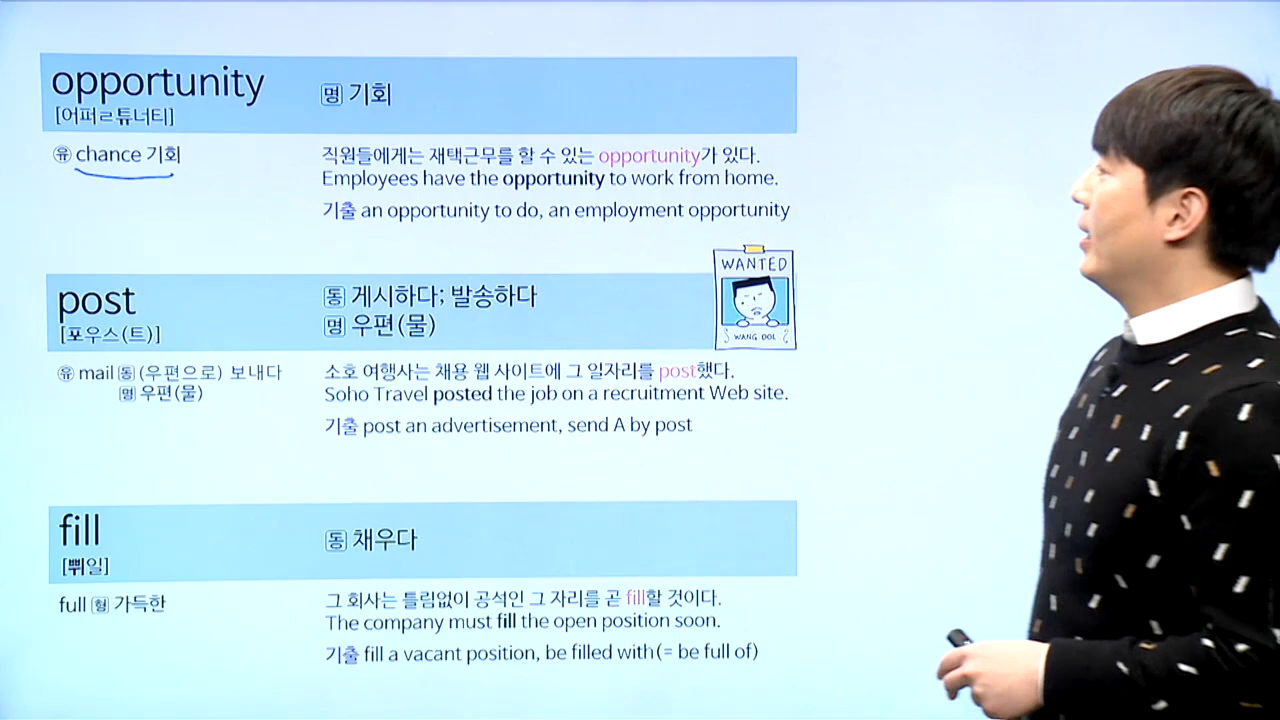 opportunity
[어퍼ㄹ튜너티]
명 기회
유 chance 기회
직원들에게는 재택근무를 할 수 있는 opportunity가 있다.
Employees have the opportunity to work from home.
기출 an opportunity to do, an employment opportunity
post
[포우스(트)]
동 게시하다; 발송하다
명 우편(물)
WANTED
WANG DOL
유 mail 동 (우편으로) 보내다
명 우편(물)
소호 여행사는 채용 웹 사이트에 그 일자리를 post했다.
Soho Travel posted the job on a recruitment Web site.
기출 post an advertisement, send A by post
fill
[뿨일]
동 채우다
full 형 가득한
그 회사는 틀림없이 공석인 그 자리를 곧 fill할 것이다.
The company must fill the open position soon.
기출 fill a vacant position, be filled with(= be full of)